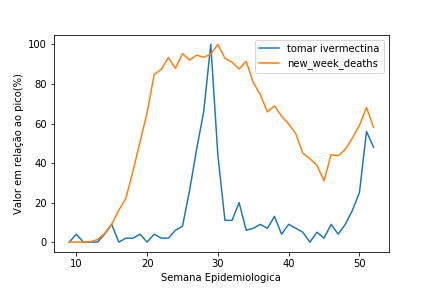 tomar ivermectina
new_week_deaths
Valor em relação ao pico(%)
100
80
60
40
20
0
10
20
30
40
50
Semana Epidemiologica